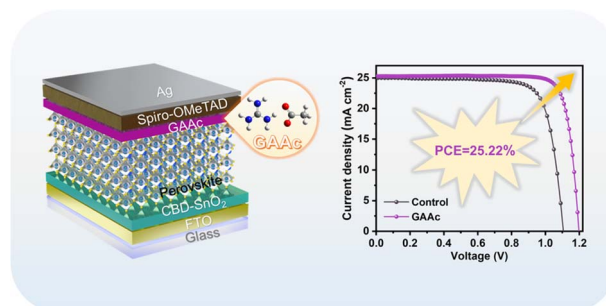 Ag
Spiro-OMeTAD
GAAc
Perovskite
CBD-SnO₂
FTO
Glass
GAAc
Current density (mA cm⁻²)
30
25
20
15
10
5
0
PCE=25.22%
Control
GAAc
0.0 0.2 0.4 0.6 0.8 1.0 1.2
Voltage (V)